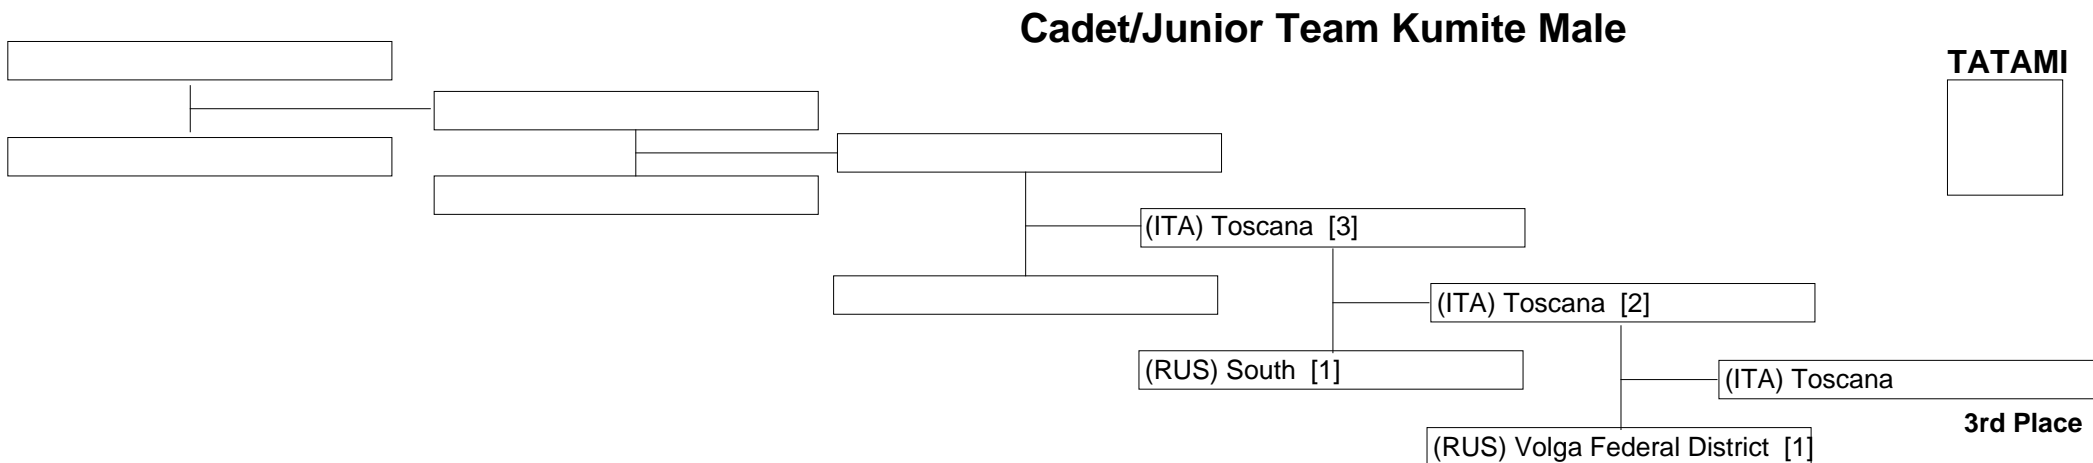 Cadet/Junior Team Kumite Male
TATAMI
(ITA) Toscana [3]
(ITA) Toscana [2]
(RUS) South [1]
(ITA) Toscana
3rd Place
(RUS) Volga Federal District [1]